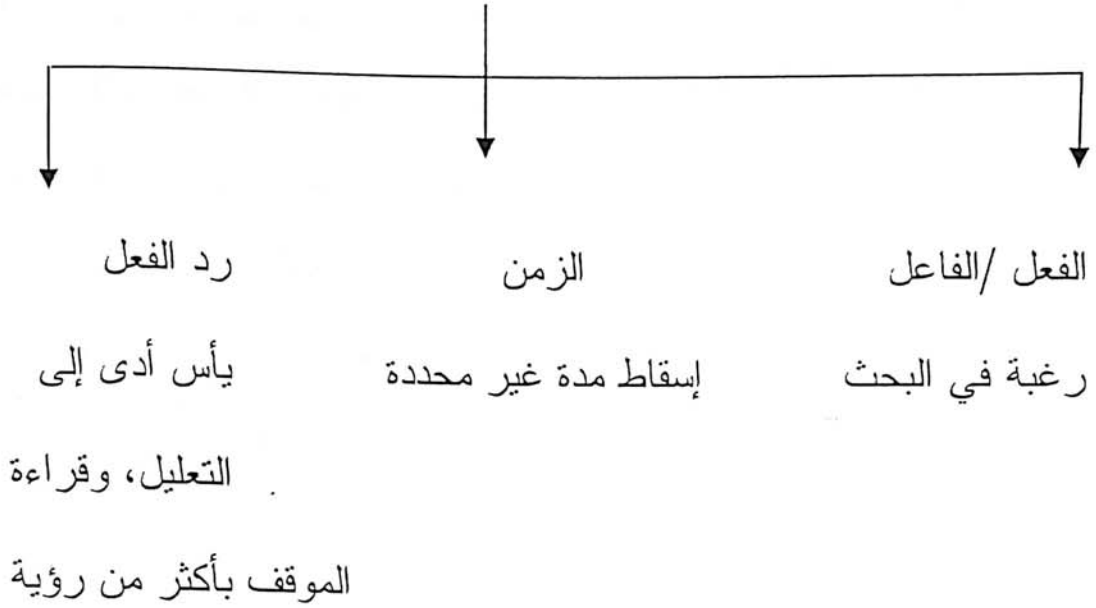 الفعل /الفاعل
الزمن
رد الفعل
رغبة في البحث
إسقاط مدة غير محددة
يأس أدى إلى
التعليل، وقراءة
الموقف بأكثر من رؤية